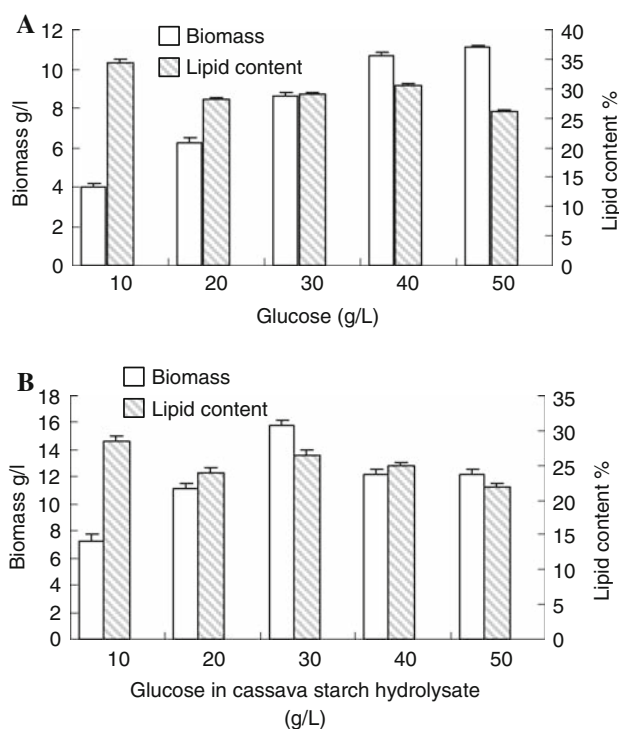 A
Biomass
Lipid content
12
10
8
6
4
2
0
Biomass g/l
40
35
30
25
20
15
10
5
0
Lipid content %
10 20 30 40 50
Glucose (g/L)
B
Biomass
Lipid content
18
16
14
12
10
8
6
4
2
0
Biomass g/l
35
30
25
20
15
10
5
0
Lipid content %
10 20 30 40 50
Glucose in cassava starch hydrolysate
(g/L)